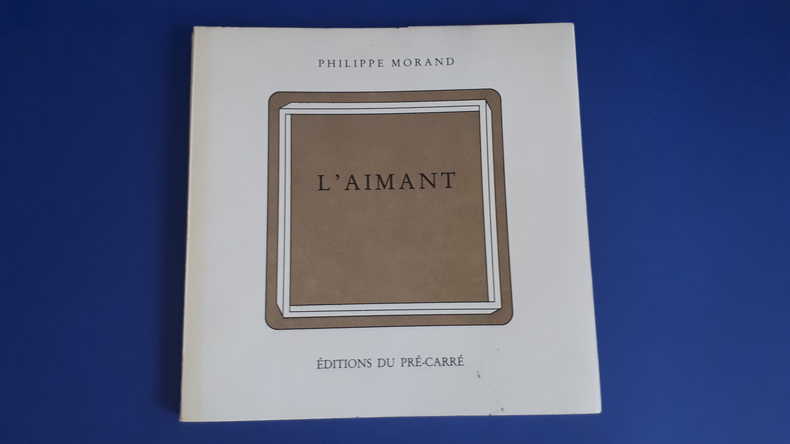 PHILIPPE MORAND
L'AIMANT
ÉDITIONS DU PRÉ-CARRÉ